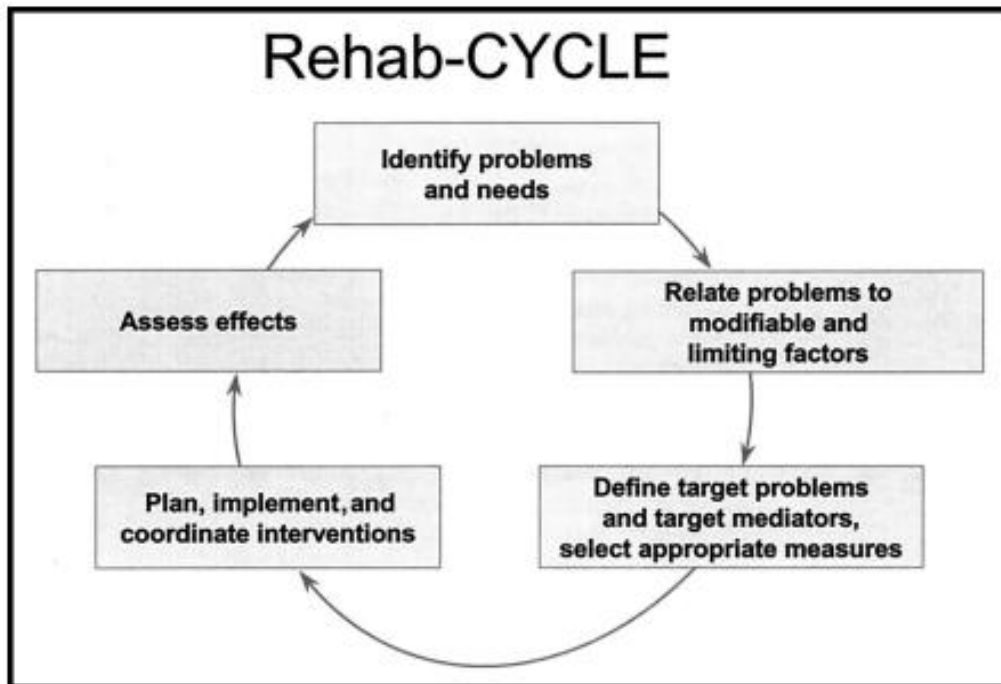 Rehab-CYCLE
Identify problems
and needs
Relate problems to
modifiable and
limiting factors
Define target problems
and target mediators,
select appropriate measures
Plan, implement, and
coordinate interventions
Assess effects